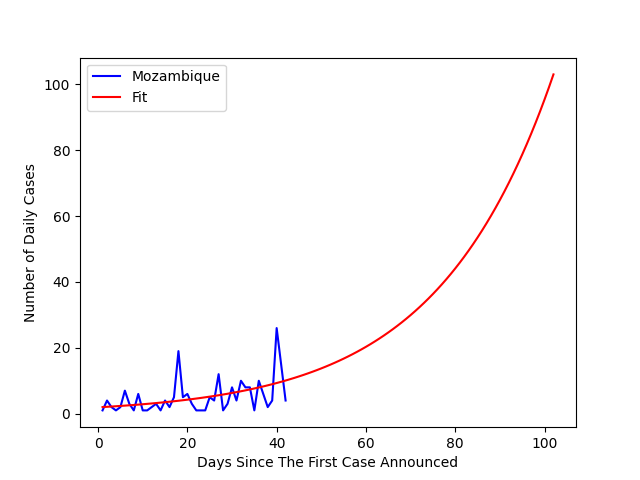 Mozambique
Fit
100
80
60
40
20
0
Number of Daily Cases
0 20 40 60 80 100
Days Since The First Case Announced